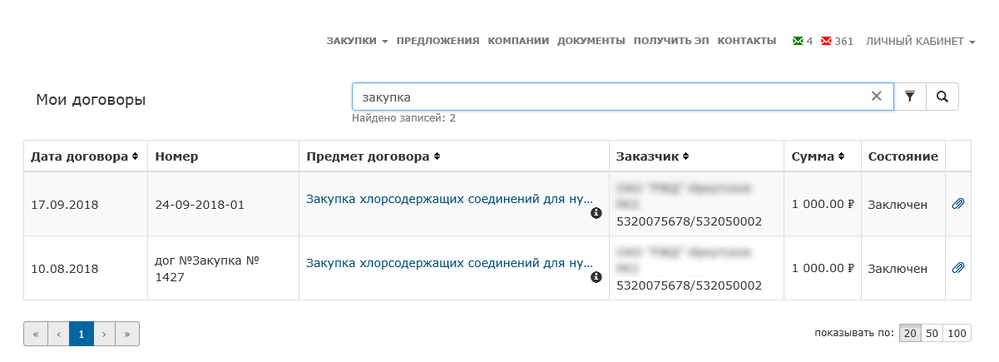 ЗАКУПКИ ПРЕДЛОЖЕНИЯ КОМПАНИИ ДОКУМЕНТЫ ПОЛУЧИТЬ ЭП КОНТАКТЫ 4 361 ЛИЧНЫЙ КАБИНЕТ
Мои договоры
закупка
Найдено записей: 2
Дата договора Номер Предмет договора Заказчик Сумма Состояние
17.09.2018 24-09-2018-01 Закупка хлорсодержащих соединений для ну... 5320075678/532050002 1 000.00 ₽ Заключен
10.08.2018 дог №Закупка № Закупка хлорсодержащих соединений для ну... 1 000.00 ₽ Заключен
1427 5320075678/532050002
« ‹ 1 › » показывать по: 20 50 100